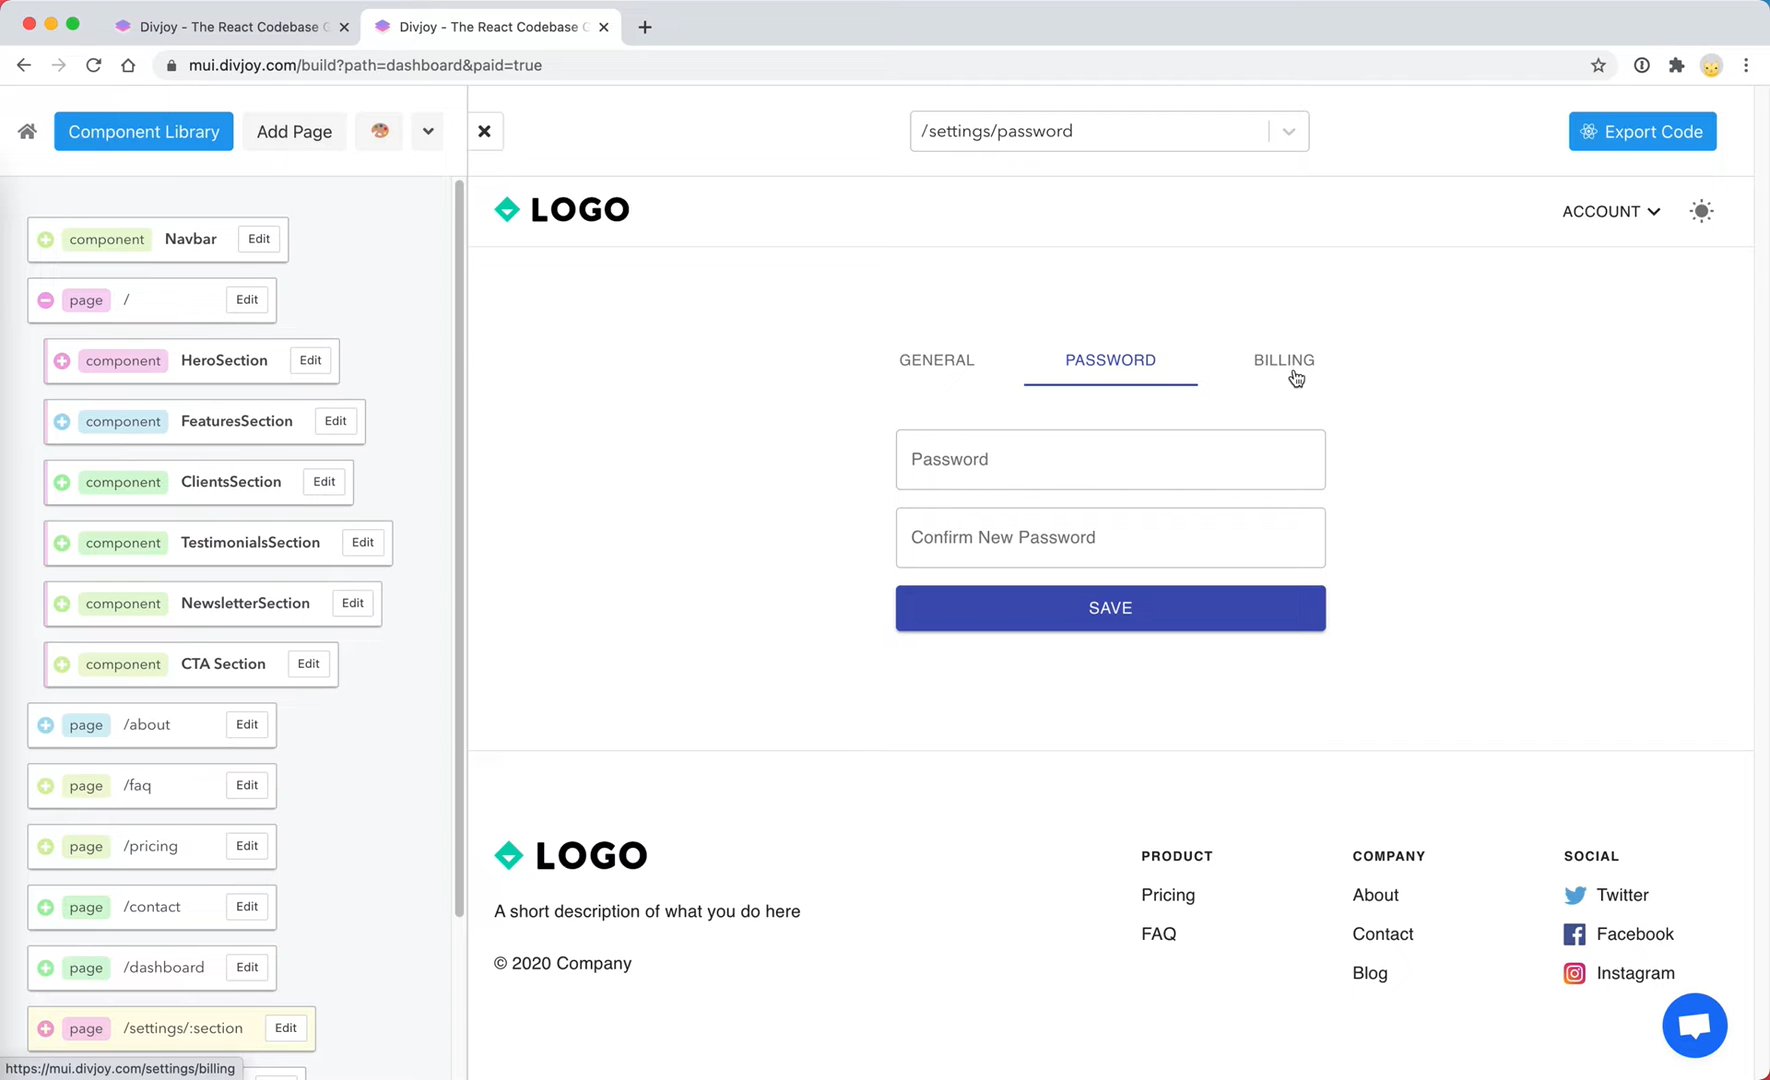 Divjoy - The React Codebase G
Divjoy - The React Codebase G
mui.divjoy.com/build?path=dashboard&paid=true
Component Library
Add Page
/settings/password
Export Code
LOGO
ACCOUNT
component Navbar Edit
page / Edit
component HeroSection Edit
component FeaturesSection Edit
component ClientsSection Edit
component TestimonialsSection Edit
component NewsletterSection Edit
component CTA Section Edit
page /about Edit
page /faq Edit
page /pricing Edit
page /contact Edit
page /dashboard Edit
page /settings/:section Edit
https://mui.divjoy.com/settings/billing
GENERAL PASSWORD BILLING
Password
Confirm New Password
SAVE
LOGO
A short description of what you do here
© 2020 Company
PRODUCT
Pricing
FAQ
COMPANY
About
Contact
Blog
SOCIAL
Twitter
Facebook
Instagram